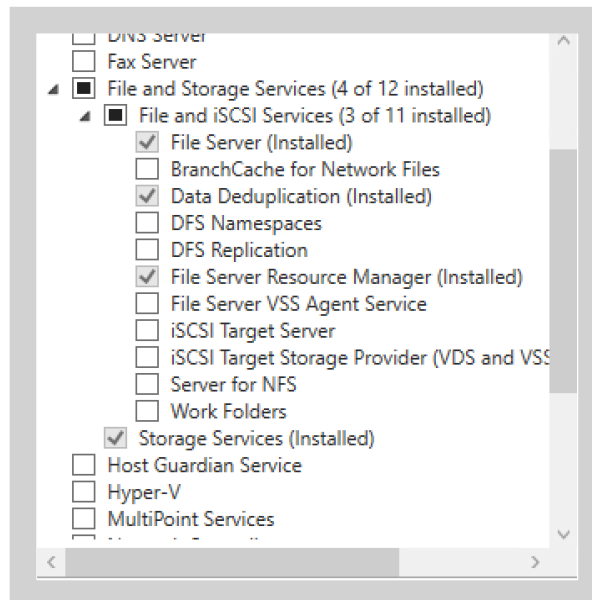 DNS Server
Fax Server
File and Storage Services (4 of 12 installed)
File and iSCSI Services (3 of 11 installed)
File Server (Installed)
BranchCache for Network Files
Data Deduplication (Installed)
DFS Namespaces
DFS Replication
File Server Resource Manager (Installed)
File Server VSS Agent Service
iSCSI Target Server
iSCSI Target Storage Provider (VDS and VSS
Server for NFS
Work Folders
Storage Services (Installed)
Host Guardian Service
Hyper-V
MultiPoint Services